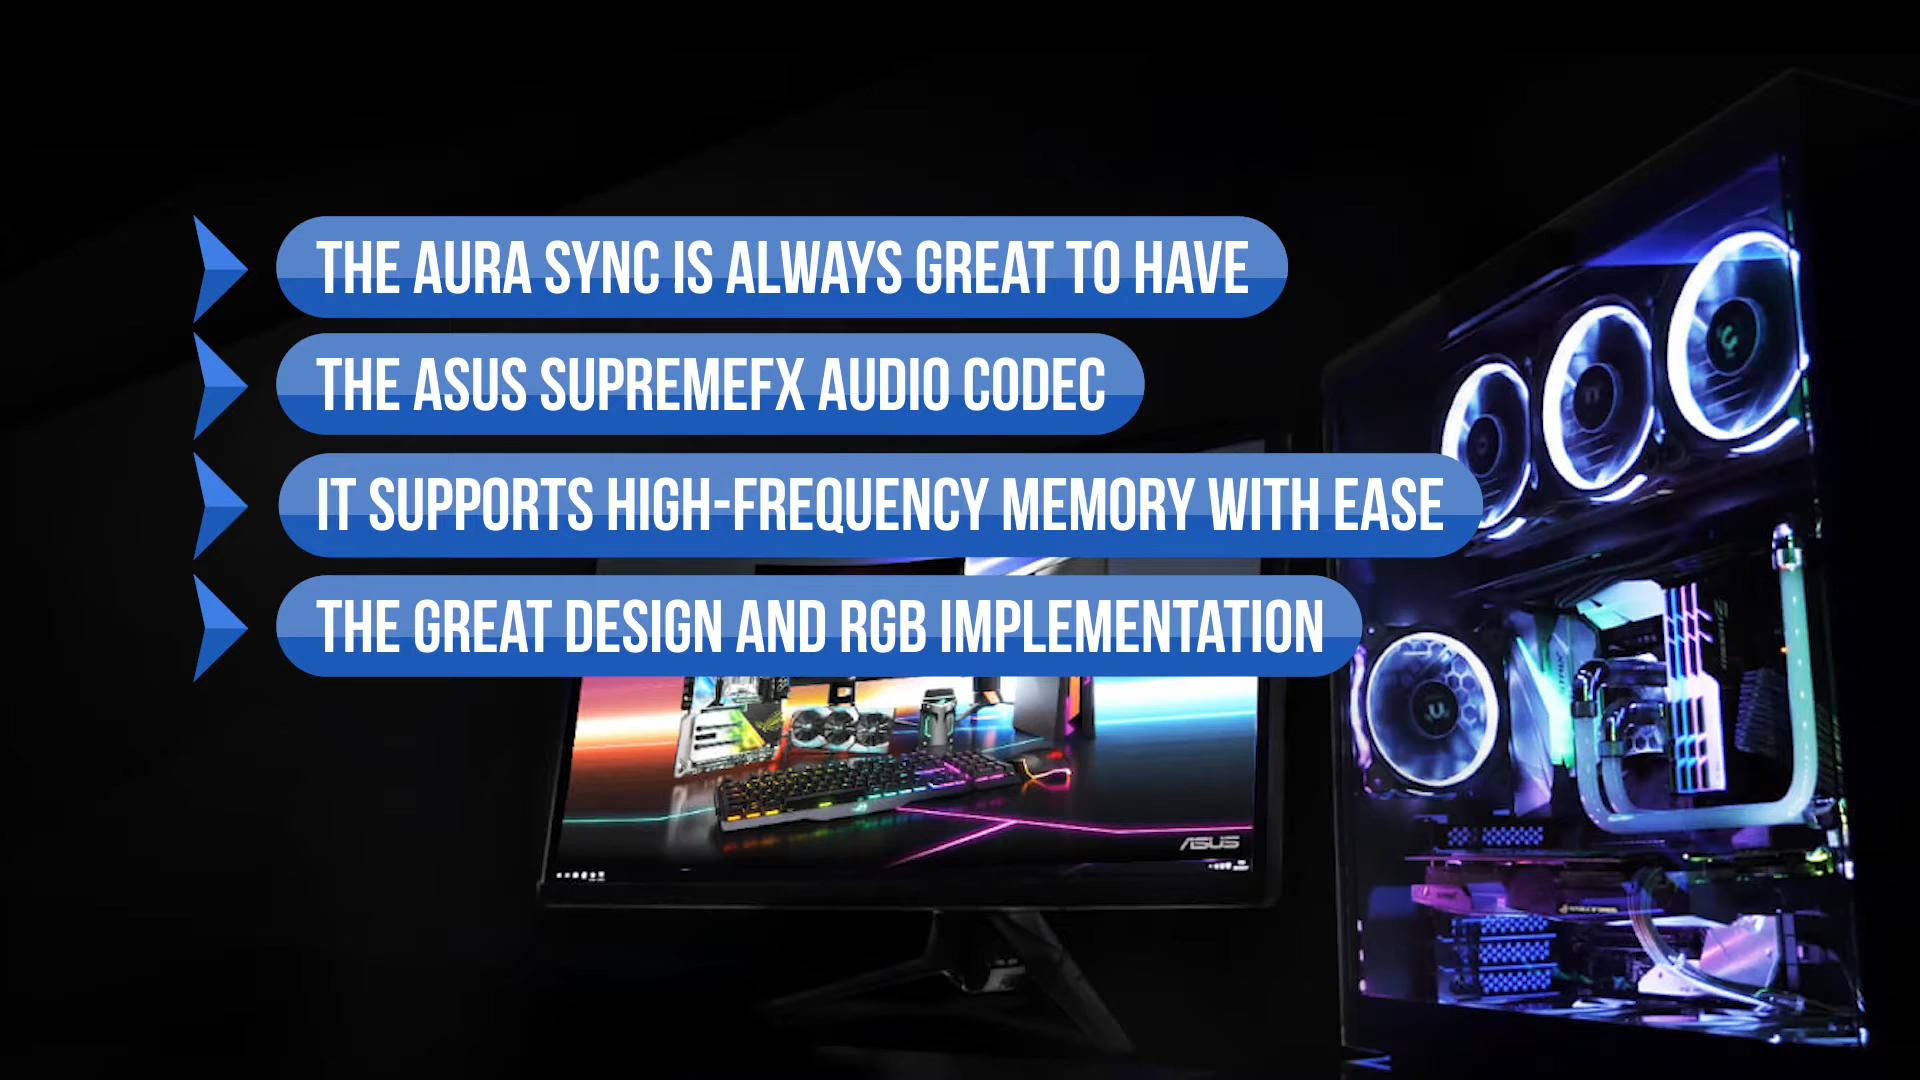 THE AURA SYNC IS ALWAYS GREAT TO HAVE
THE ASUS SUPREMEFX AUDIO CODEC
IT SUPPORTS HIGH-FREQUENCY MEMORY WITH EASE
THE GREAT DESIGN AND RGB IMPLEMENTATION
ASUS